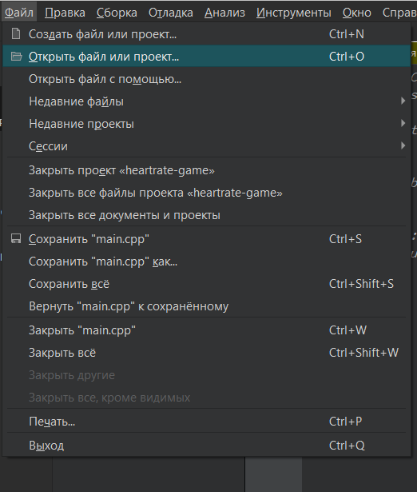 Файл Правка Сборка Отладка Анализ Инструменты Окно Справ
Создать файл или проект... Ctrl+N
Открыть файл или проект... Ctrl+O
Открыть файл с помощью...
Недавние файлы
Недавние проекты
Сессии
Закрыть проект «heartrate-game»
Закрыть все файлы проекта «heartrate-game»
Закрыть все документы и проекты
Сохранить "main.cpp" Ctrl+S
Сохранить "main.cpp" как...
Сохранить всё Ctrl+Shift+S
Вернуть "main.cpp" к сохранённому
Закрыть "main.cpp" Ctrl+W
Закрыть всё Ctrl+Shift+W
Закрыть другие
Закрыть все, кроме видимых
Печать... Ctrl+P
Выход Ctrl+Q